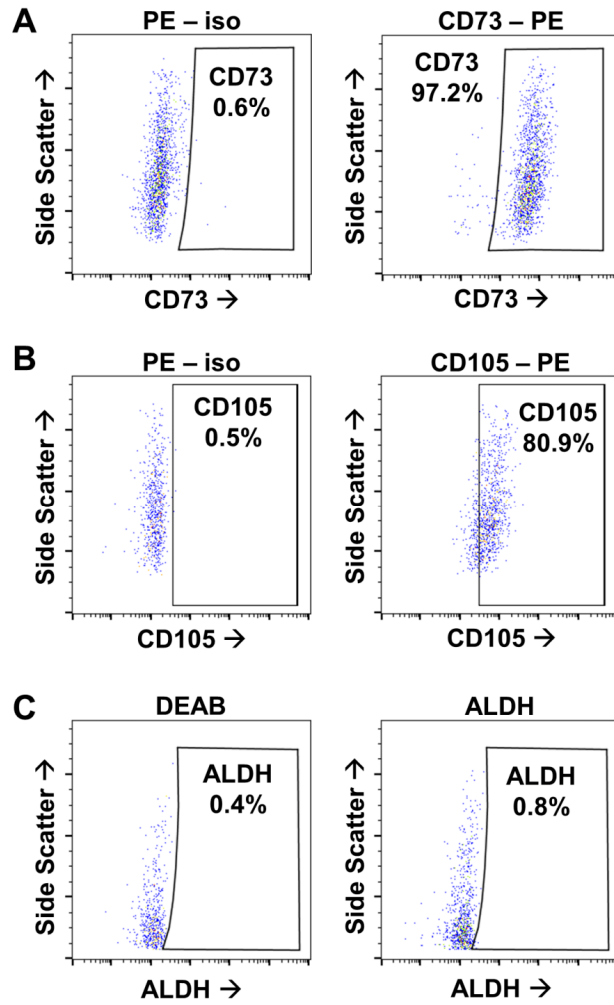 A
PE – iso
CD73 – PE
CD73
0.6%
CD73
97.2%
Side Scatter →
Side Scatter →
CD73 →
CD73 →
B
PE – iso
CD105 – PE
CD105
0.5%
CD105
80.9%
Side Scatter →
Side Scatter →
CD105 →
CD105 →
C
DEAB
ALDH
ALDH
0.4%
ALDH
0.8%
Side Scatter →
Side Scatter →
ALDH →
ALDH →